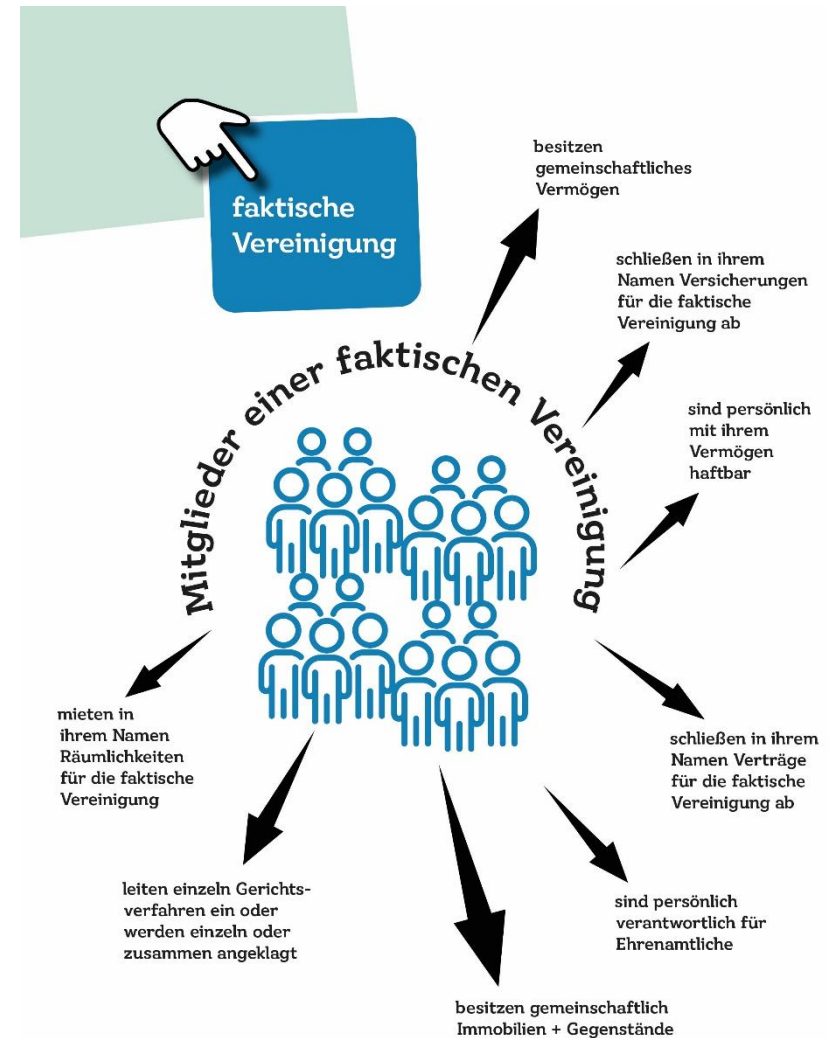 faktische
Vereinigung
Mitglieder einer faktischen Vereinigung
besitzen
gemeinschaftliches
Vermögen
schließen in ihrem
Namen Versicherungen
für die faktische
Vereinigung ab
sind persönlich
mit ihrem
Vermögen
haftbar
schließen in ihrem
Namen Verträge
für die faktische
Vereinigung ab
sind persönlich
verantwortlich für
Ehrenamtliche
besitzen gemeinschaftlich
Immobilien + Gegenstände
leiten einzeln Gerichts-
verfahren ein oder
werden einzeln oder
zusammen angeklagt
mieten in
ihrem Namen
Räumlichkeiten
für die faktische
Vereinigung